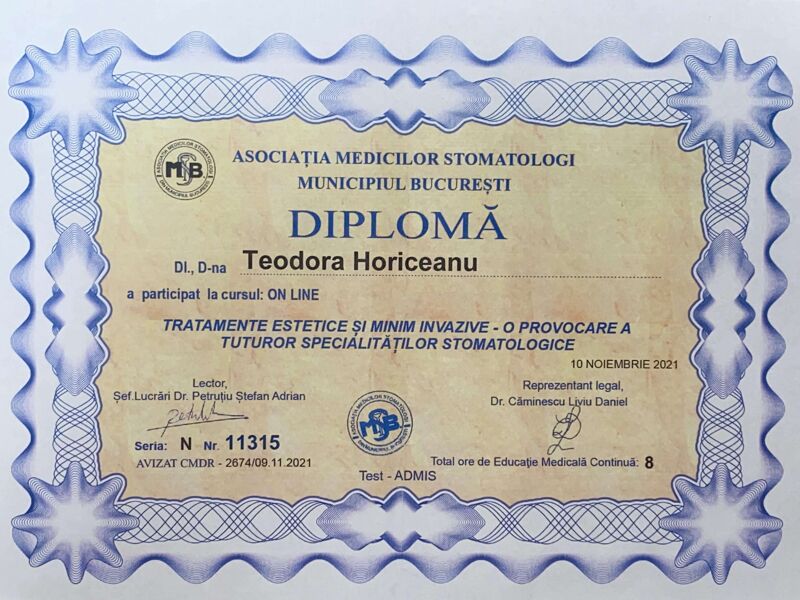 ASOCIAȚIA MEDICILOR STOMATOLOGI
MUNICIPIUL BUCUREȘTI
DIPLOMĂ
Dl., D-na Teodora Horiceanu
a participat la cursul: ON LINE
TRATAMENTE ESTETICE ȘI MINIM INVAZIVE - O PROVOCARE A
TUTUROR SPECIALITĂȚILOR STOMATOLOGICE
10 NOIEMBRIE 2021
Lector,
Șef.Lucrări Dr. Petruțiu Ștefan Adrian
Reprezentant legal,
Dr. Căminescu Liviu Daniel
Seria: N Nr. 11315
AVIZAT CMDR - 2674/09.11.2021
Total ore de Educație Medicală Continuă: 8
Test - ADMIS